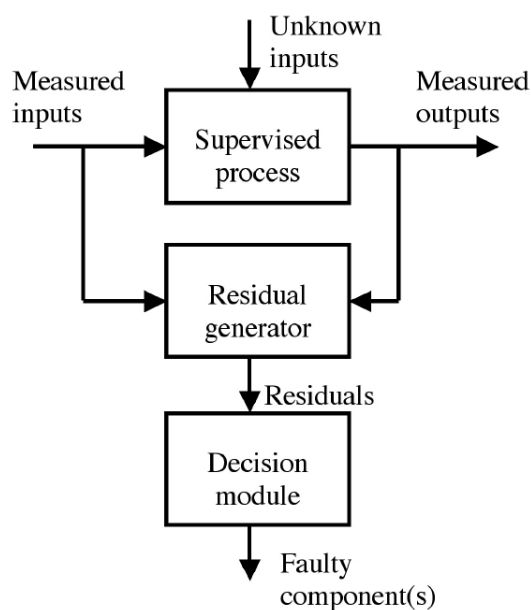 Unknown
inputs
Measured
inputs
Measured
outputs
Supervised
process
Residual
generator
Residuals
Decision
module
Faulty
component(s)